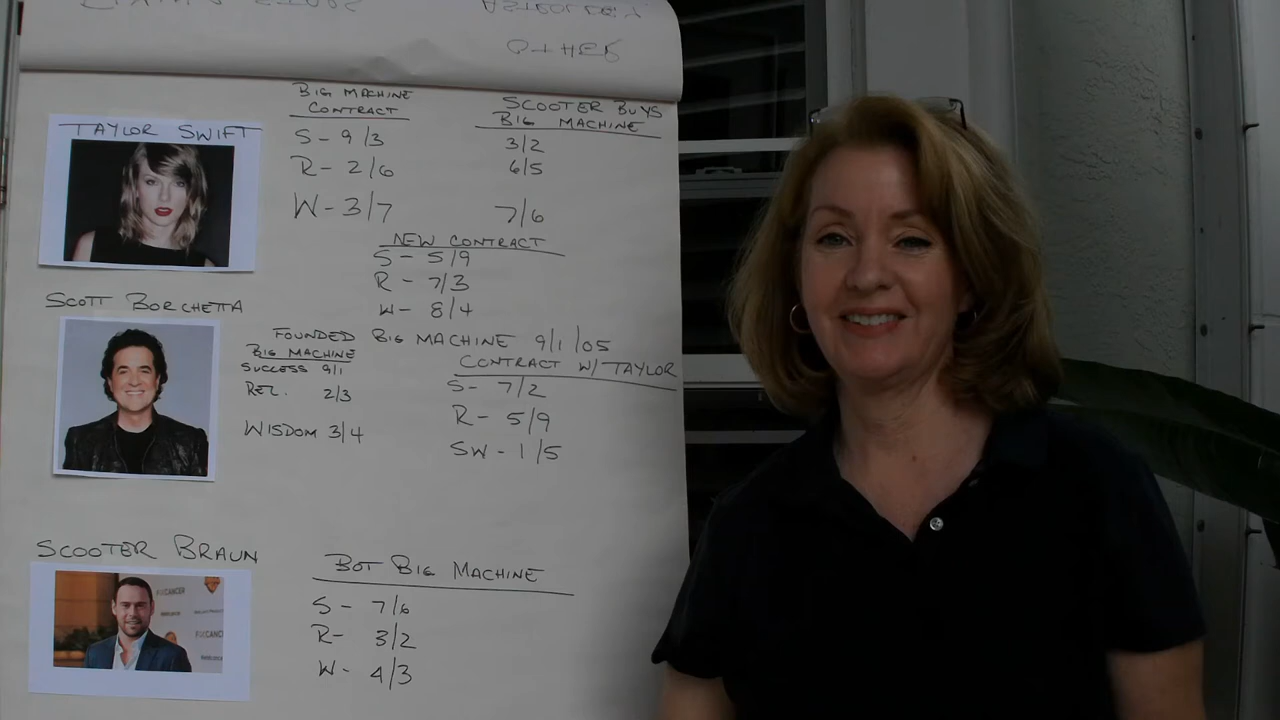 OTHER
TAYLOR SWIFT
BIG MACHINE
CONTRACT
S - 9/3
R - 2/6
W - 3/7
SCOOTER BUYS
BIG MACHINE
3/2
6/5
7/6
NEW CONTRACT
S - 5/9
R - 7/3
W - 8/4
SCOTT BORCHETTA
FOUNDED BIG MACHINE 9/1/05
BIG MACHINE
SUCCESS 9/1
REL. 2/3
WISDOM 3/4
CONTRACT W/ TAYLOR
S - 7/2
R - 5/9
SW - 1/5
SCOOTER BRAUN
BOT BIG MACHINE
S - 7/6
R - 3/2
W - 4/3